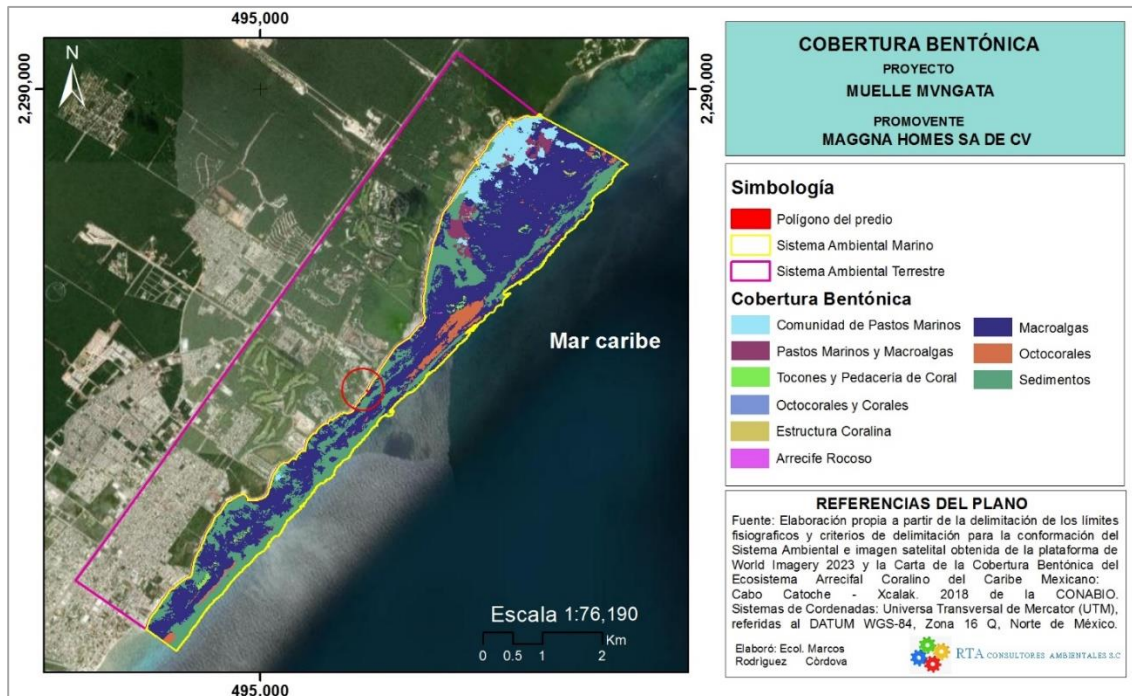 495,000
2,290,000
2,290,000
N
Mar caribe
Escala 1:76,190
Km
0 0.5 1 2
495,000
COBERTURA BENTÓNICA
PROYECTO
MUELLE MVNGATA
PROMOVENTE
MAGGNA HOMES SA DE CV
Simbología
Polígono del predio
Sistema Ambiental Marino
Sistema Ambiental Terrestre
Cobertura Bentónica
Comunidad de Pastos Marinos
Pastos Marinos y Macroalgas
Tocones y Pedacería de Coral
Octocorales y Corales
Estructura Coralina
Arrecife Rocoso
Macroalgas
Octocorales
Sedimentos
REFERENCIAS DEL PLANO
Fuente: Elaboración propia a partir de la delimitación de los límites
fisiograficos y criterios de delimitación para la conformación del
Sistema Ambiental e imagen satelital obtenida de la plataforma de
World Imagery 2023 y la Carta de la Cobertura Bentónica del
Ecosistema Arrecifal Coralino del Caribe Mexicano:
Cabo Catoche - Xcalak. 2018 de la CONABIO.
Sistemas de Cordenadas: Universa Transversal de Mercator (UTM),
referidas al DATUM WGS-84, Zona 16 Q, Norte de México.
Elaboró: Ecol. Marcos
Rodrìguez Còrdova
RTA CONSULTORES AMBIENTALES S.C